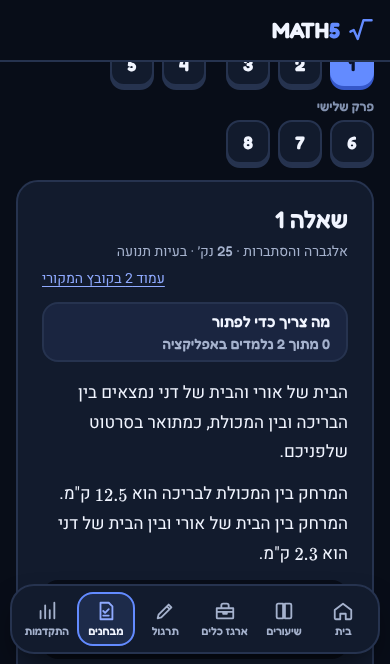 MATH5
1 2 3 4 5
פרק שלישי
6 7 8
שאלה 1
אלגברה והסתברות · 25 נק' · בעיות תנועה
עמוד 2 בקובץ המקורי
מה צריך כדי לפתור
0 מתוך 2 נלמדים באפליקציה
הבית של אורי והבית של דני נמצאים בין
הבריכה ובין המכולת, כמתואר בסרטוט
שלפניכם.
המרחק בין המכולת לבריכה הוא 12.5 ק"מ.
המרחק בין הבית של אורי ובין הבית של דני
הוא 2.3 ק"מ.
בית שיעורים ארגז כלים תרגול מבחנים התקדמות